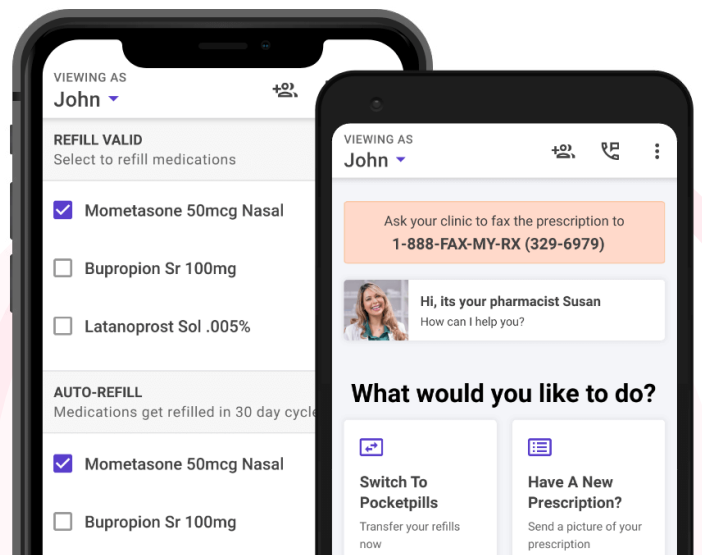 VIEWING AS
John
REFILL VALID
Select to refill medications
Mometasone 50mcg Nasal
Bupropion Sr 100mg
Latanoprost Sol .005%
AUTO-REFILL
Medications get refilled in 30 day cycle
Mometasone 50mcg Nasal
Bupropion Sr 100mg
VIEWING AS
John
Ask your clinic to fax the prescription to
1-888-FAX-MY-RX (329-6979)
Hi, its your pharmacist Susan
How can I help you?
What would you like to do?
Switch To
Pocketpills
Transfer your refills
now
Have A New
Prescription?
Send a picture of your
prescription